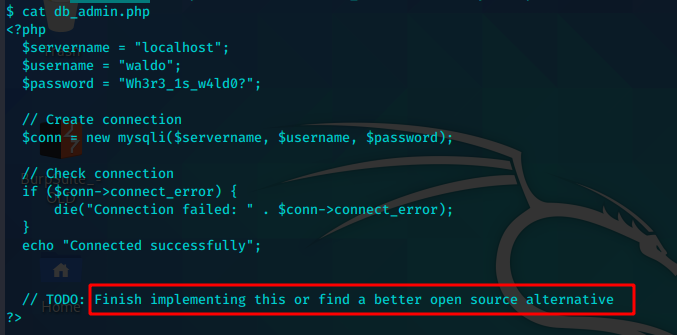 $ cat db_admin.php
<?php
  $servername = "localhost";
  $username = "waldo";
  $password = "Wh3r3_1s_w4ld0?";

  // Create connection
  $conn = new mysqli($servername, $username, $password);

  // Check connection
  if ($conn->connect_error) {
      die("Connection failed: " . $conn->connect_error);
  }
  echo "Connected successfully";

  // TODO: Finish implementing this or find a better open source alternative
Home
?>